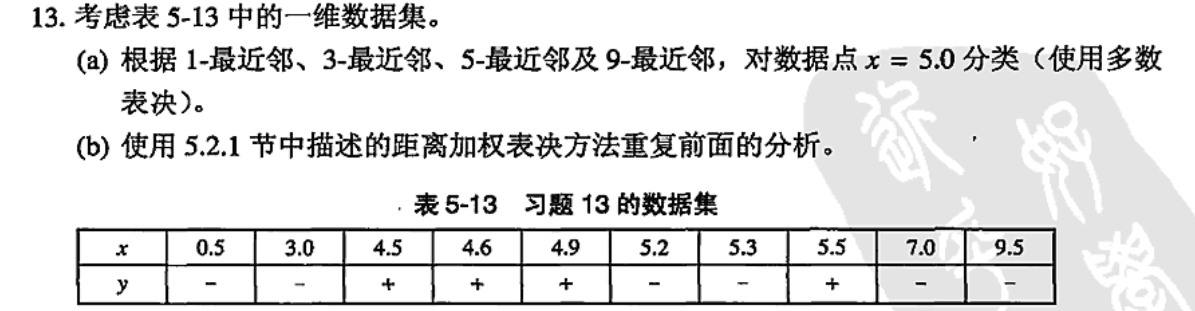 13. 考虑表 5-13 中的一维数据集。
(a) 根据 1-最近邻、3-最近邻、5-最近邻及 9-最近邻，对数据点 x = 5.0 分类（使用多数
表决）。
(b) 使用 5.2.1 节中描述的距离加权表决方法重复前面的分析。
表 5-13 习题 13 的数据集
x 0.5 3.0 4.5 4.6 4.9 5.2 5.3 5.5 7.0 9.5
y − − + + + − − + − −